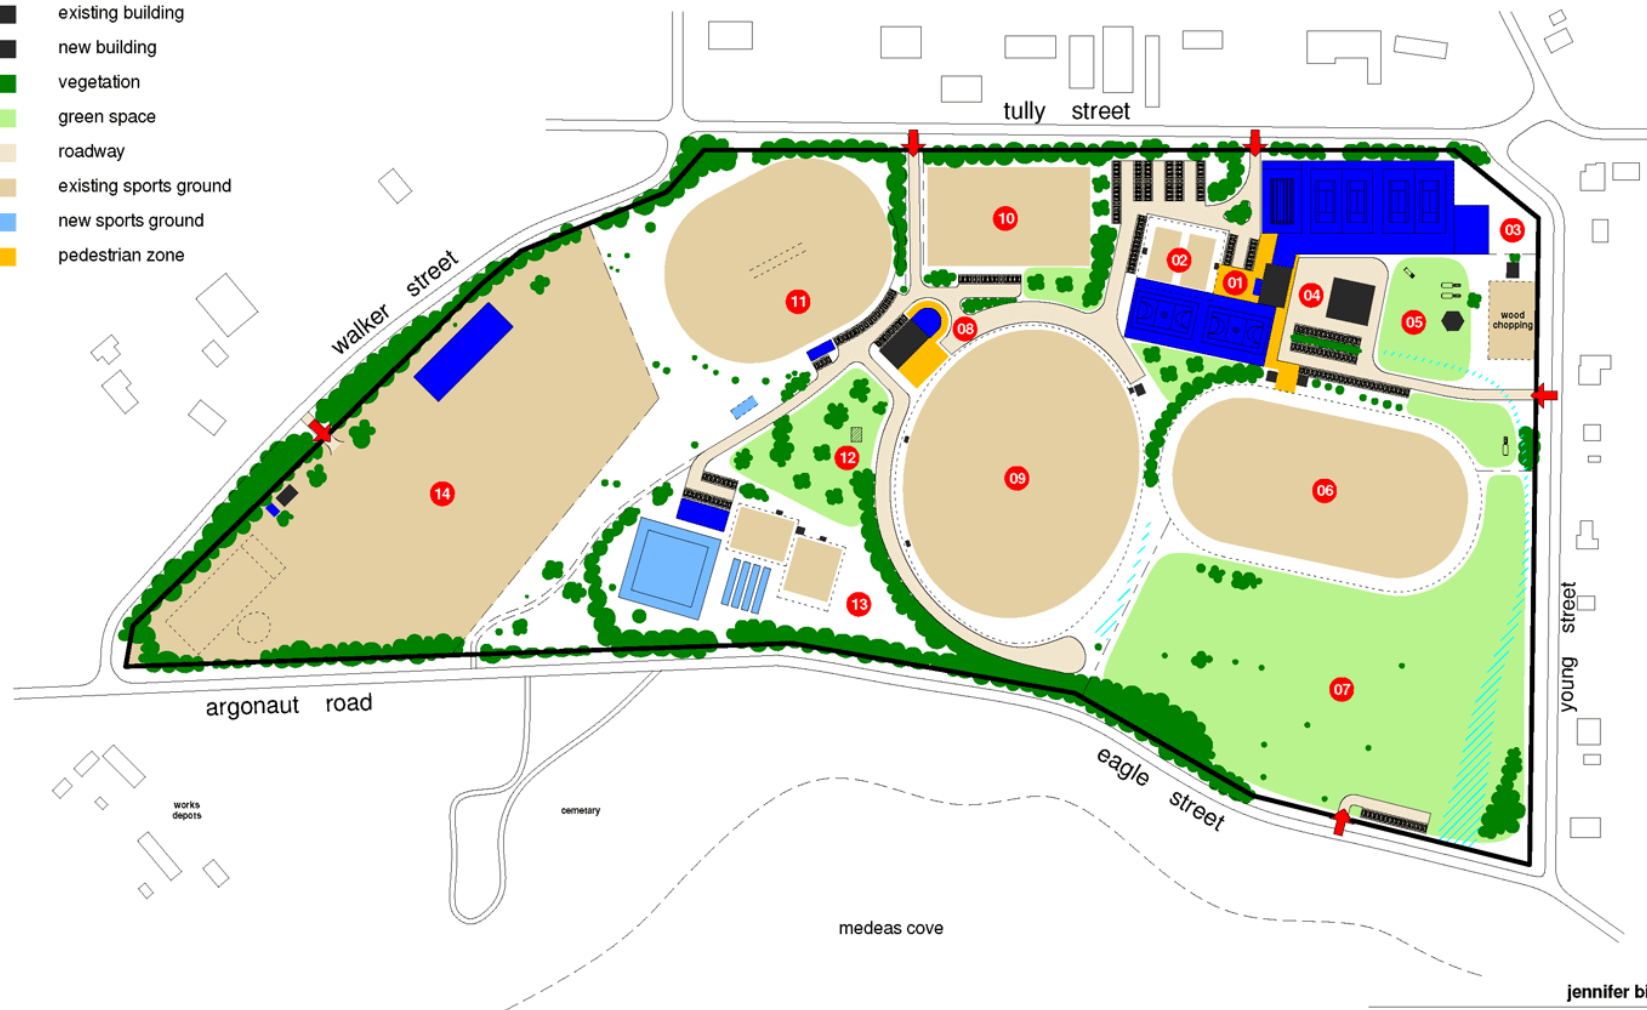 existing building
new building
vegetation
green space
roadway
existing sports ground
new sports ground
pedestrian zone
tully street
walker street
10
02
03
01
04
11
08
05
wood
chopping
12
09
06
14
13
07
young street
argonaut road
eagle street
works
depots
cemetary
medeas cove
jennifer bi